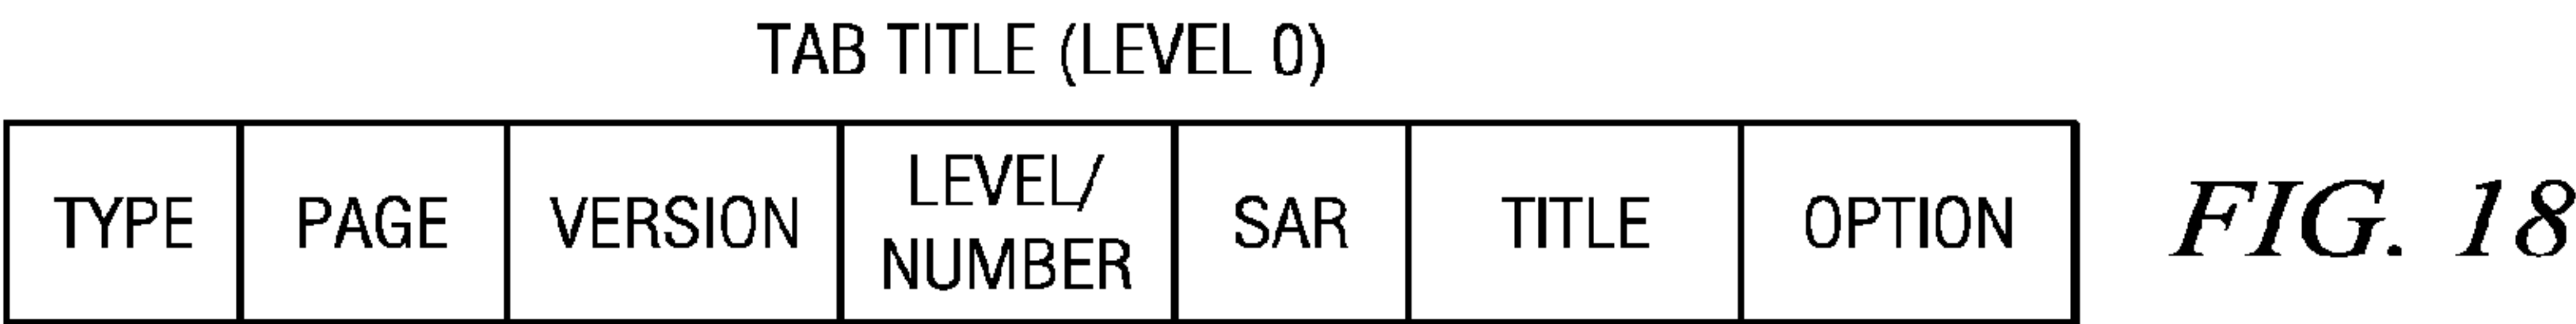 TAB TITLE (LEVEL 0)
TYPE PAGE VERSION LEVEL/ NUMBER SAR TITLE OPTION
FIG. 18